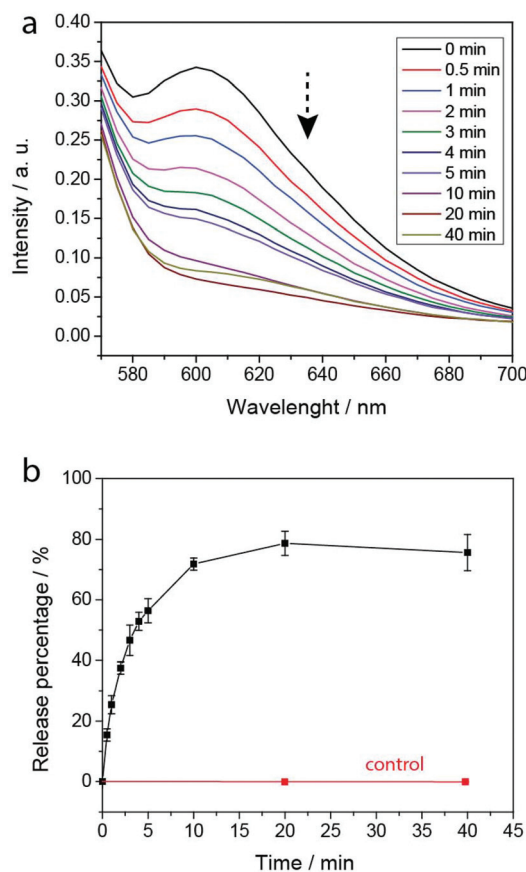 a
0.40
0.35
0.30
0.25
0.20
0.15
0.10
0.05
0.00
Intensity / a. u.
0 min
0.5 min
1 min
2 min
3 min
4 min
5 min
10 min
20 min
40 min
580 600 620 640 660 680 700
Wavelenght / nm
b
100
80
60
40
20
0
Release percentage / %
control
0 5 10 15 20 25 30 35 40 45
Time / min